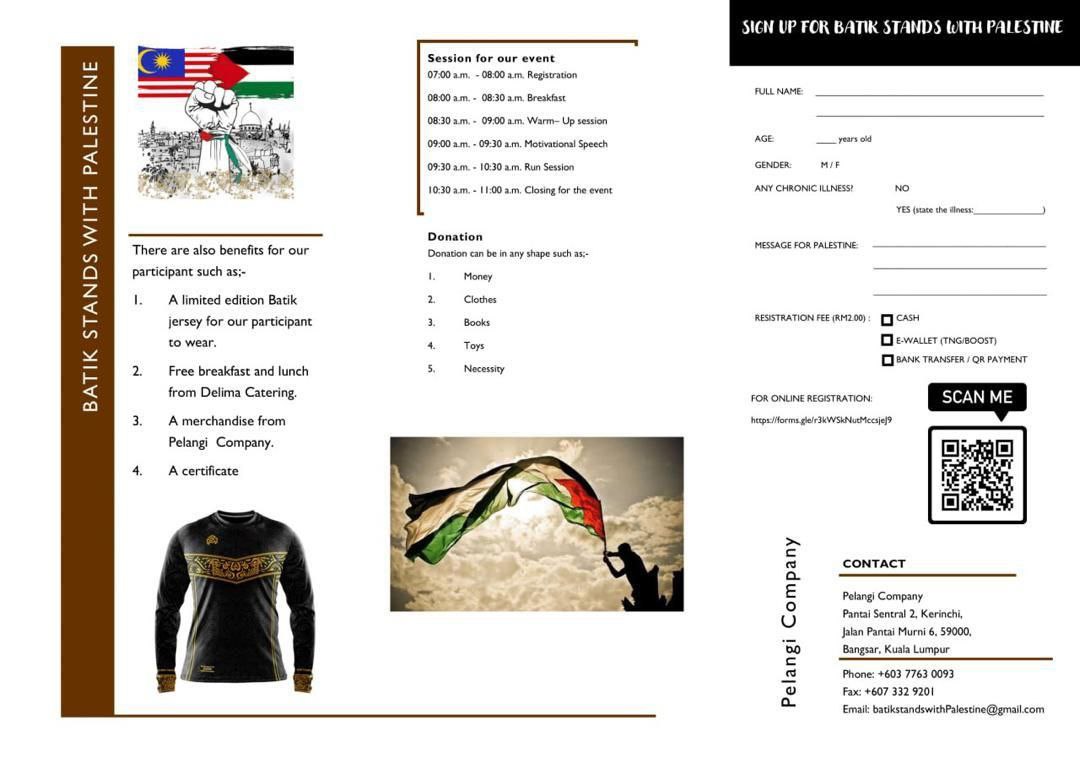 BATIK STANDS WITH PALESTINE
There are also benefits for our
participant such as;-
1. A limited edition Batik
jersey for our participant
to wear.
2. Free breakfast and lunch
from Delima Catering.
3. A merchandise from
Pelangi Company.
4. A certificate
Session for our event
07:00 a.m. - 08:00 a.m. Registration
08:00 a.m. - 08:30 a.m. Breakfast
08:30 a.m. - 09:00 a.m. Warm– Up session
09:00 a.m. - 09:30 a.m. Motivational Speech
09:30 a.m. - 10:30 a.m. Run Session
10:30 a.m. - 11:00 a.m. Closing for the event
Donation
Donation can be in any shape such as;-
1. Money
2. Clothes
3. Books
4. Toys
5. Necessity
SIGN UP FOR BATIK STANDS WITH PALESTINE
FULL NAME:
AGE: ____ years old
GENDER: M / F
ANY CHRONIC ILLNESS? NO
YES (state the illness:________________)
MESSAGE FOR PALESTINE:
RESISTRATION FEE (RM2.00) : CASH
E-WALLET (TNG/BOOST)
BANK TRANSFER / QR PAYMENT
FOR ONLINE REGISTRATION:
https://forms.gle/r3kWSkNutMccsjeJ9
SCAN ME
Pelangi Company
CONTACT
Pelangi Company
Pantai Sentral 2, Kerinchi,
Jalan Pantai Murni 6, 59000,
Bangsar, Kuala Lumpur
Phone: +603 7763 0093
Fax: +607 332 9201
Email: batikstandswithPalestine@gmail.com